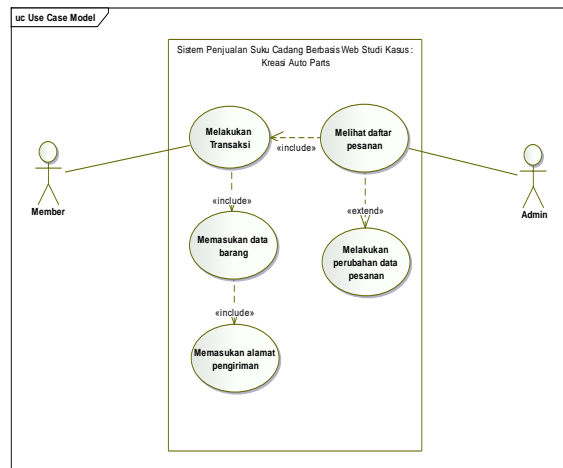 uc Use Case Model
Sistem Penjualan Suku Cadang Berbasis Web Studi Kasus :
Kreasi Auto Parts
Melakukan
Transaksi
«include»
Melihat daftar
pesanan
Member
Admin
«include»
«extend»
Memasukan data
barang
Melakukan
perubahan data
pesanan
«include»
Memasukan alamat
pengiriman